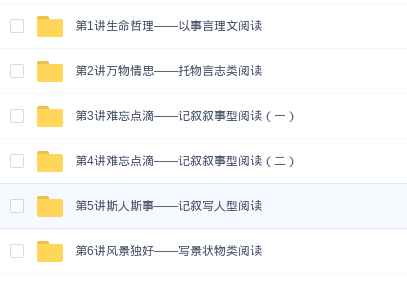 第1讲生命哲理——以事言理文阅读
第2讲万物情思——托物言志类阅读
第3讲难忘点滴——记叙叙事型阅读（一）
第4讲难忘点滴——记叙叙事型阅读（二）
第5讲斯人斯事——记叙写人型阅读
第6讲风景独好——写景状物类阅读